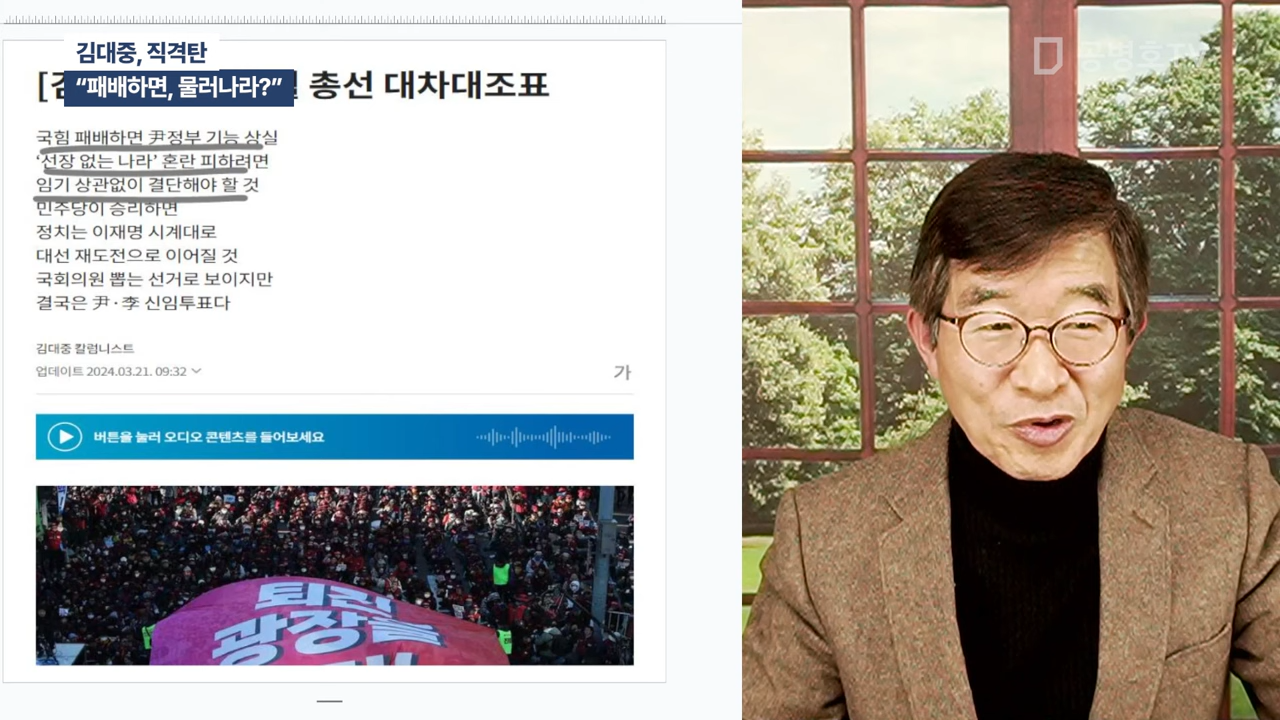 김대중, 직격탄
“패배하면, 물러나라?”
총선 대차대조표
국힘 패배하면 尹정부 기능 상실
‘선장 없는 나라’ 혼란 피하려면
임기 상관없이 결단해야 할 것
민주당이 승리하면
정치는 이재명 시계대로
대선 재도전으로 이어질 것
국회의원 뽑는 선거로 보이지만
결국은 尹·李 신임투표다
김대중 칼럼니스트
업데이트 2024.03.21. 09:32
가
버튼을 눌러 오디오 콘텐츠를 들어보세요
퇴진
광장을
공병호TV